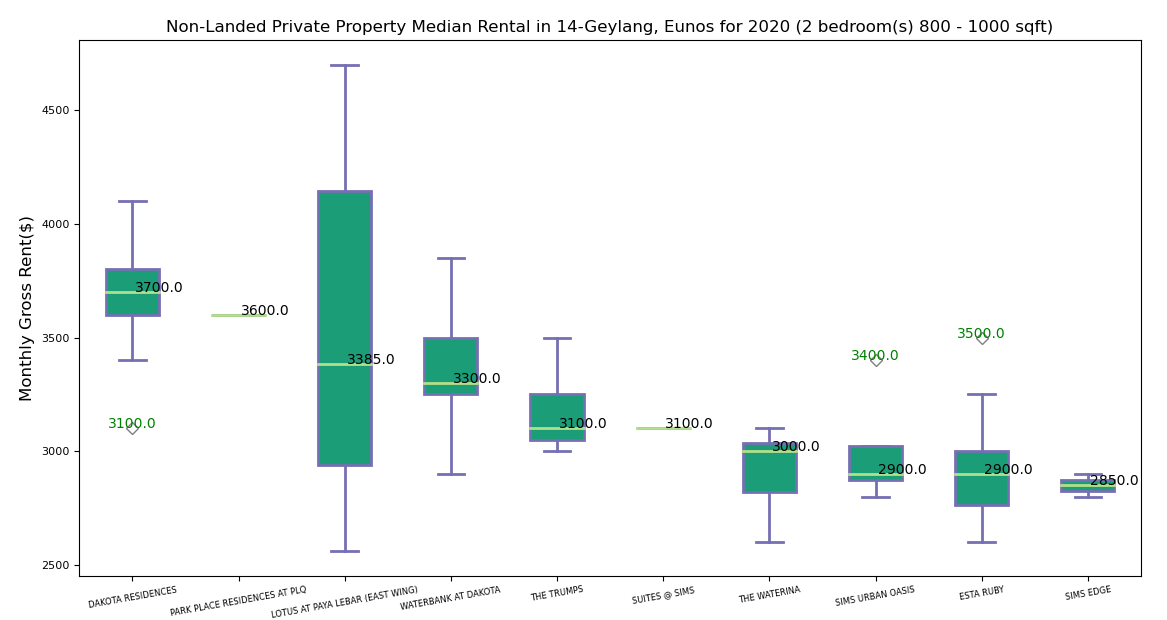 Non-Landed Private Property Median Rental in 14-Geylang, Eunos for 2020 (2 bedroom(s) 800 - 1000 sqft)
Monthly Gross Rent($)
4500
4000
3500
3000
2500
3700.0
3100.0
3600.0
3385.0
3300.0
3100.0
3100.0
3000.0
3400.0
2900.0
3500.0
2900.0
2850.0
DAKOTA RESIDENCES
PARK PLACE RESIDENCES AT PLQ
LOTUS AT PAYA LEBAR (EAST WING)
WATERBANK AT DAKOTA
THE TRUMPS
SUITES @ SIMS
THE WATERINA
SIMS URBAN OASIS
ESTA RUBY
SIMS EDGE